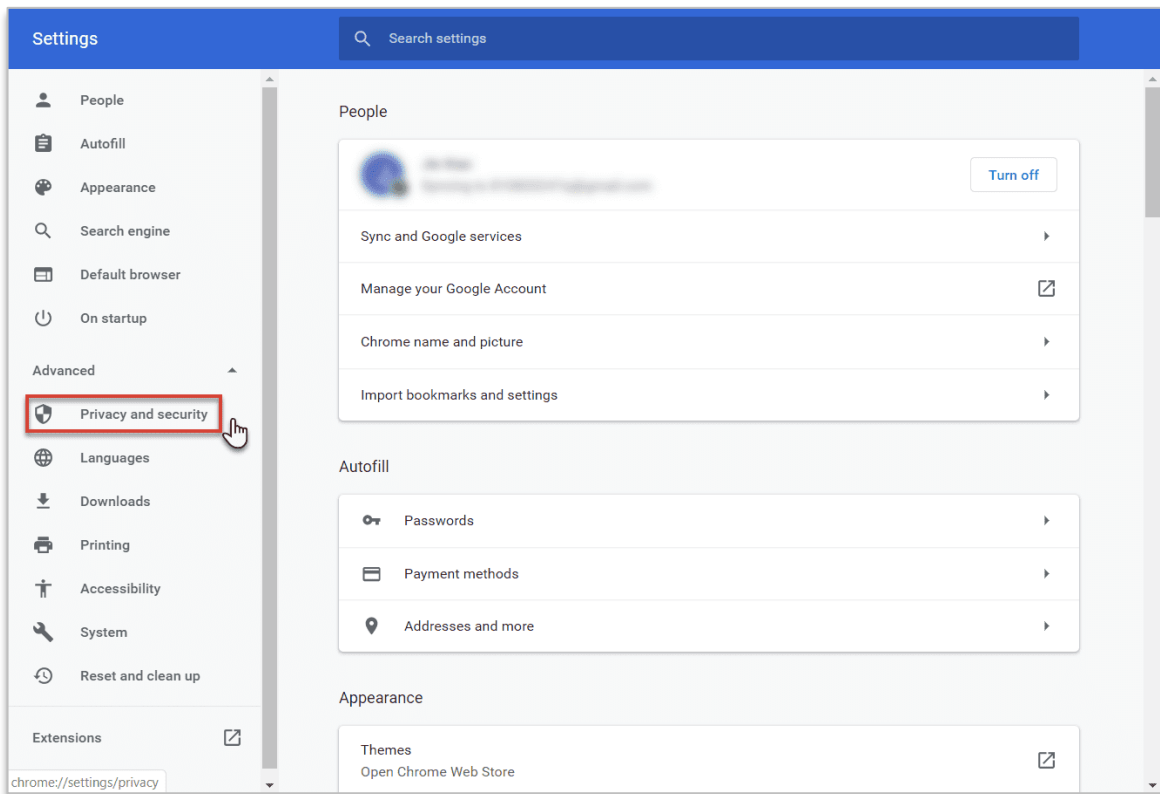 Settings
Search settings
People
Autofill
Appearance
Search engine
Default browser
On startup
Advanced
Privacy and security
Languages
Downloads
Printing
Accessibility
System
Reset and clean up
Extensions
chrome://settings/privacy
People
Turn off
Sync and Google services
Manage your Google Account
Chrome name and picture
Import bookmarks and settings
Autofill
Passwords
Payment methods
Addresses and more
Appearance
Themes
Open Chrome Web Store